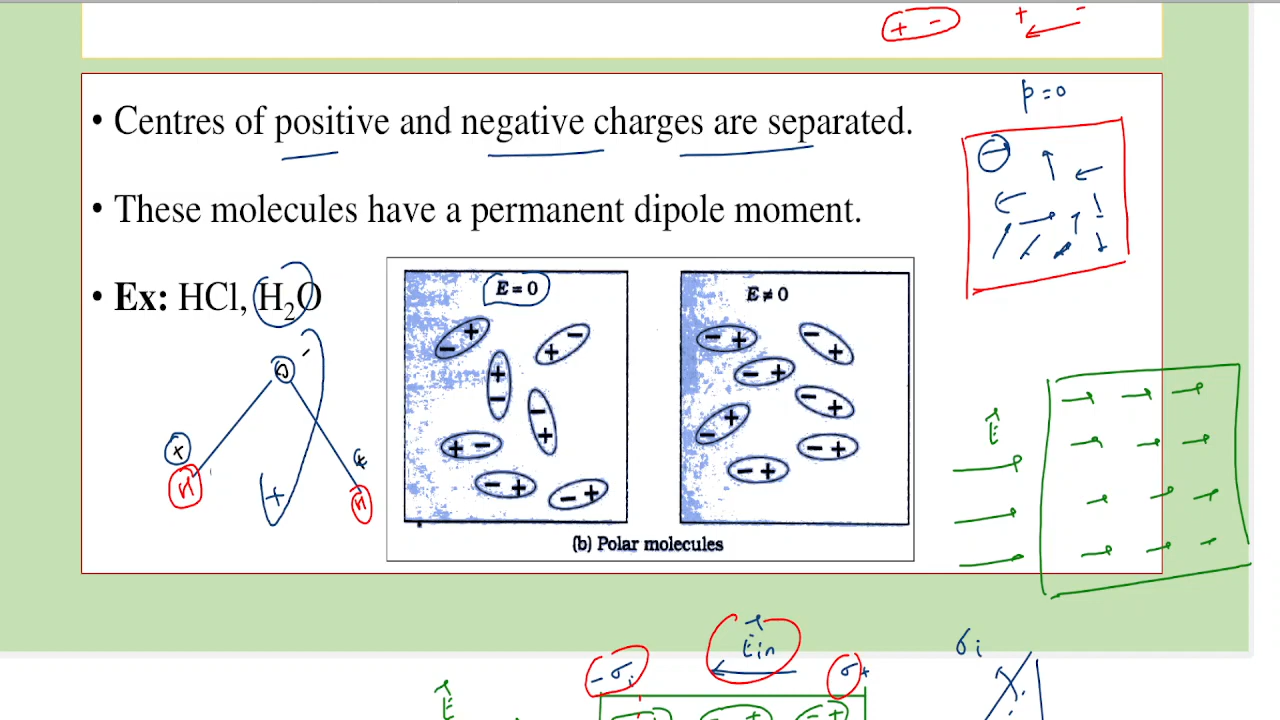 + -
+ -
p = 0
• Centres of positive and negative charges are separated.
• These molecules have a permanent dipole moment.
• Ex: HCl, H₂O
E = 0
E ≠ 0
- + + - - + - +
+ - - + - +
- + - +
+ - - + - +
- + - + - +
(b) Polar molecules
O -
+ +
H + H
E
E in
- σi
σ+
σi
E
- + - +